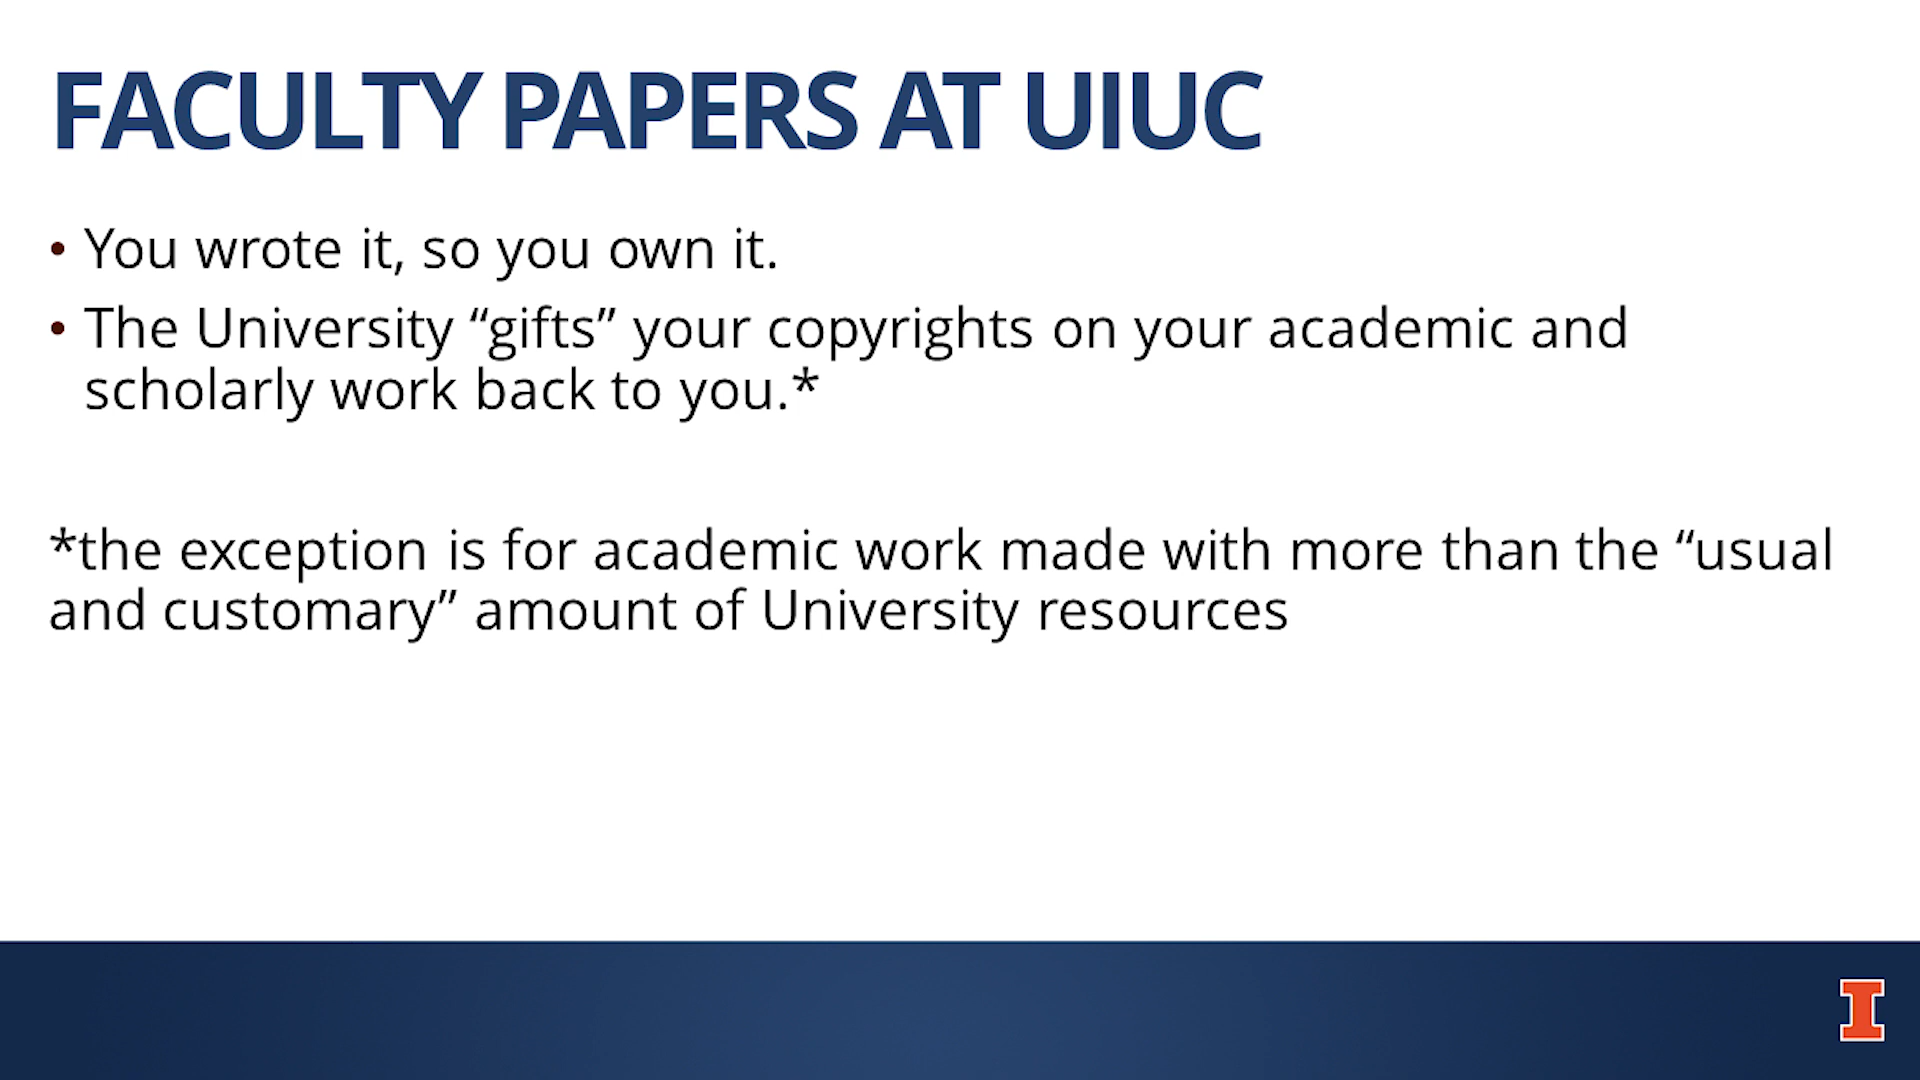 FACULTY PAPERS AT UIUC
• You wrote it, so you own it.
• The University “gifts” your copyrights on your academic and
scholarly work back to you.*
*the exception is for academic work made with more than the “usual
and customary” amount of University resources
I